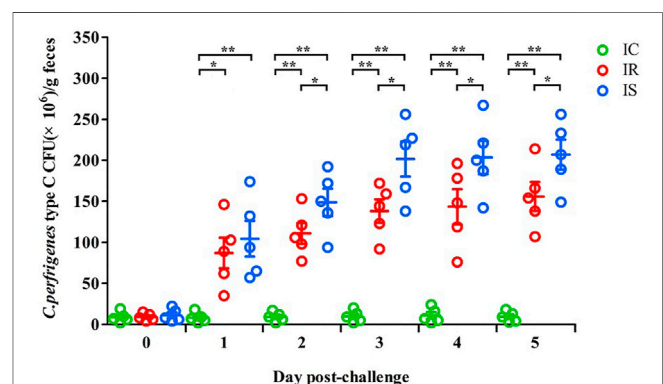 350
300
250
200
150
100
50
0
C.perfrigenes type C CFU(× 10⁶)/g feces
IC
IR
IS
** ** ** ** **
* ** ** ** **
* * * *
0 1 2 3 4 5
Day post-challenge